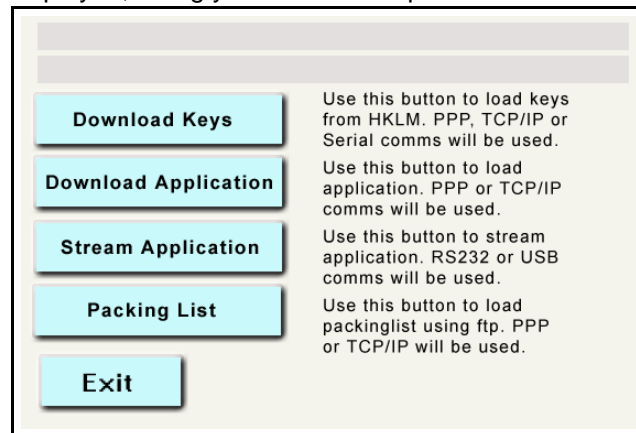 Download Keys
Use this button to load keys
from HKLM. PPP, TCP/IP or
Serial comms will be used.
Download Application
Use this button to load
application. PPP or TCP/IP
comms will be used.
Stream Application
Use this button to stream
application. RS232 or USB
comms will be used.
Packing List
Use this button to load
packinglist using ftp. PPP
or TCP/IP will be used.
Exit